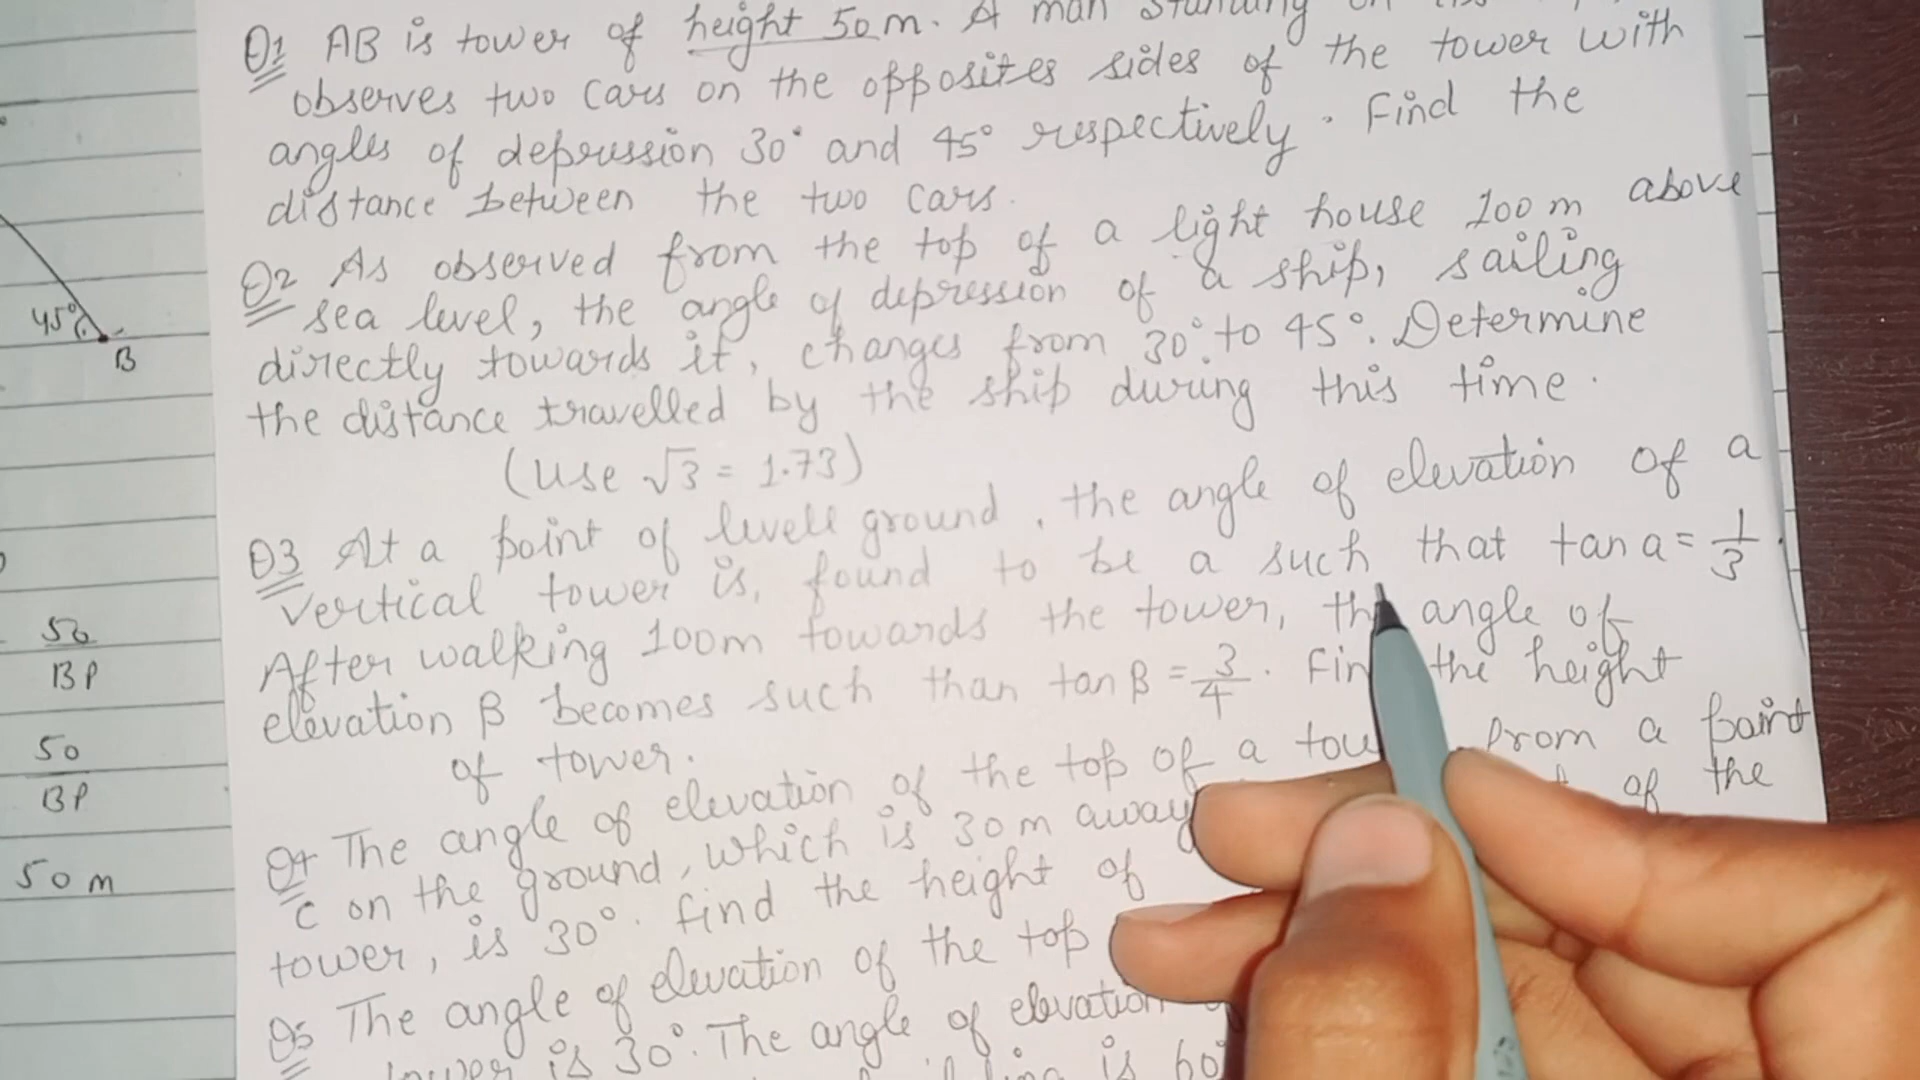 45°
B
50
BP
50
BP
50 m
Q1 AB is tower of height 50 m. A man standing on
observes two cars on the opposites sides of the tower with
angles of depression 30° and 45° respectively. Find the
distance between the two cars.
Q2 As observed from the top of a light house 100 m above
sea level, the angle of depression of a ship, sailing
directly towards it, changes from 30° to 45°. Determine
the distance travelled by the ship during this time.
(Use √3 = 1.73)
Q3 At a point of levell ground, the angle of elevation of a
vertical tower is, found to be a such that tan a = 1/3.
After walking 100m towards the tower, the angle of
elevation β becomes such than tan β = 3/4. Find the height
of tower.
Q4 The angle of elevation of the top of a from a point
C on the ground, which is 30 m away of the
tower, is 30°. find the height of
Q5 The angle of elevation of the top
tower is 30°. The angle of elevation
is 60°